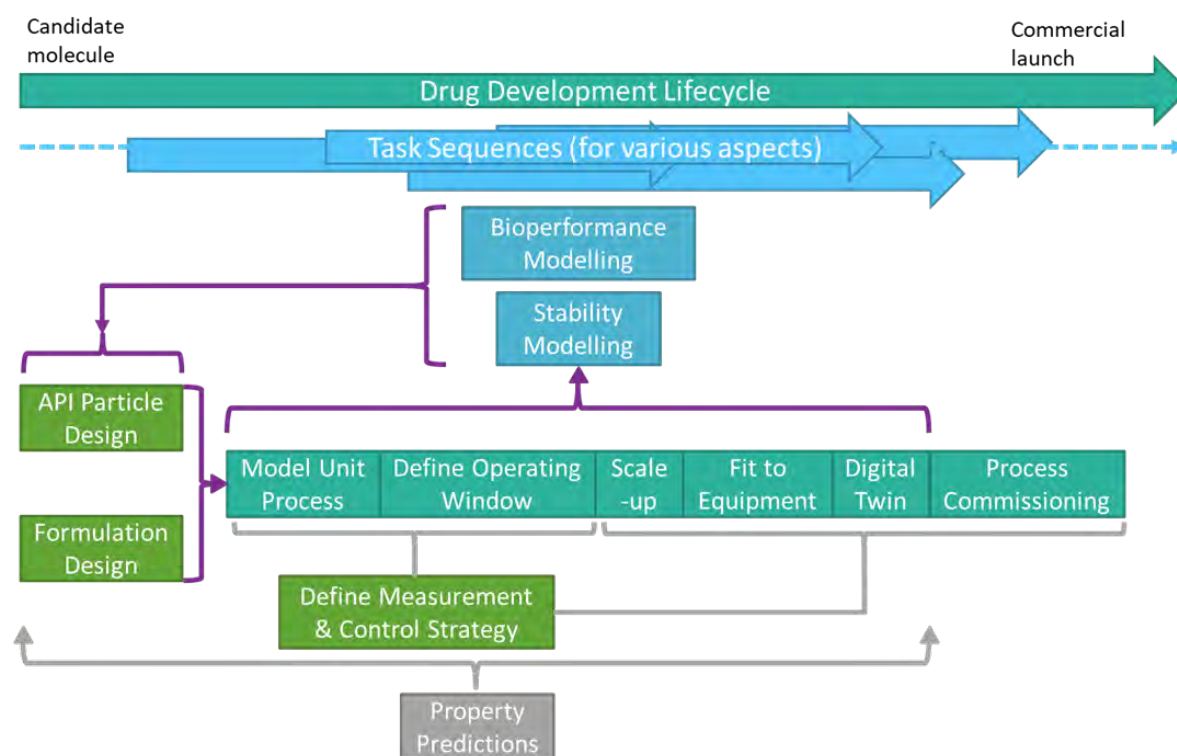 Candidate
molecule
Commercial
launch
Drug Development Lifecycle
Task Sequences (for various aspects)
Bioperformance
Modelling
Stability
Modelling
API Particle
Design
Model Unit
Process
Define Operating
Window
Scale
-up
Fit to
Equipment
Digital
Twin
Process
Commissioning
Formulation
Design
Define Measurement
& Control Strategy
Property
Predictions